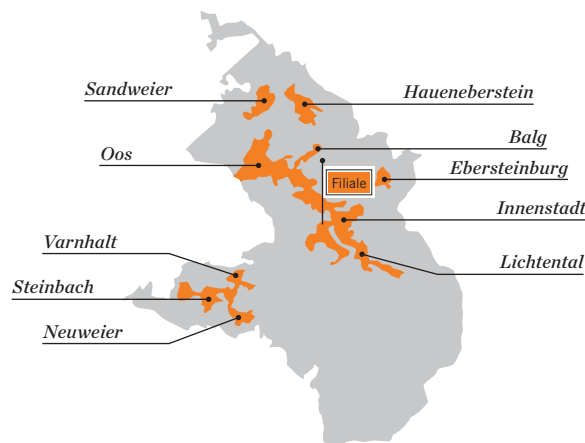 Sandweier
Haueneberstein
Balg
Oos
Ebersteinburg
Filiale
Innenstadt
Varnhalt
Lichtental
Steinbach
Neuweier